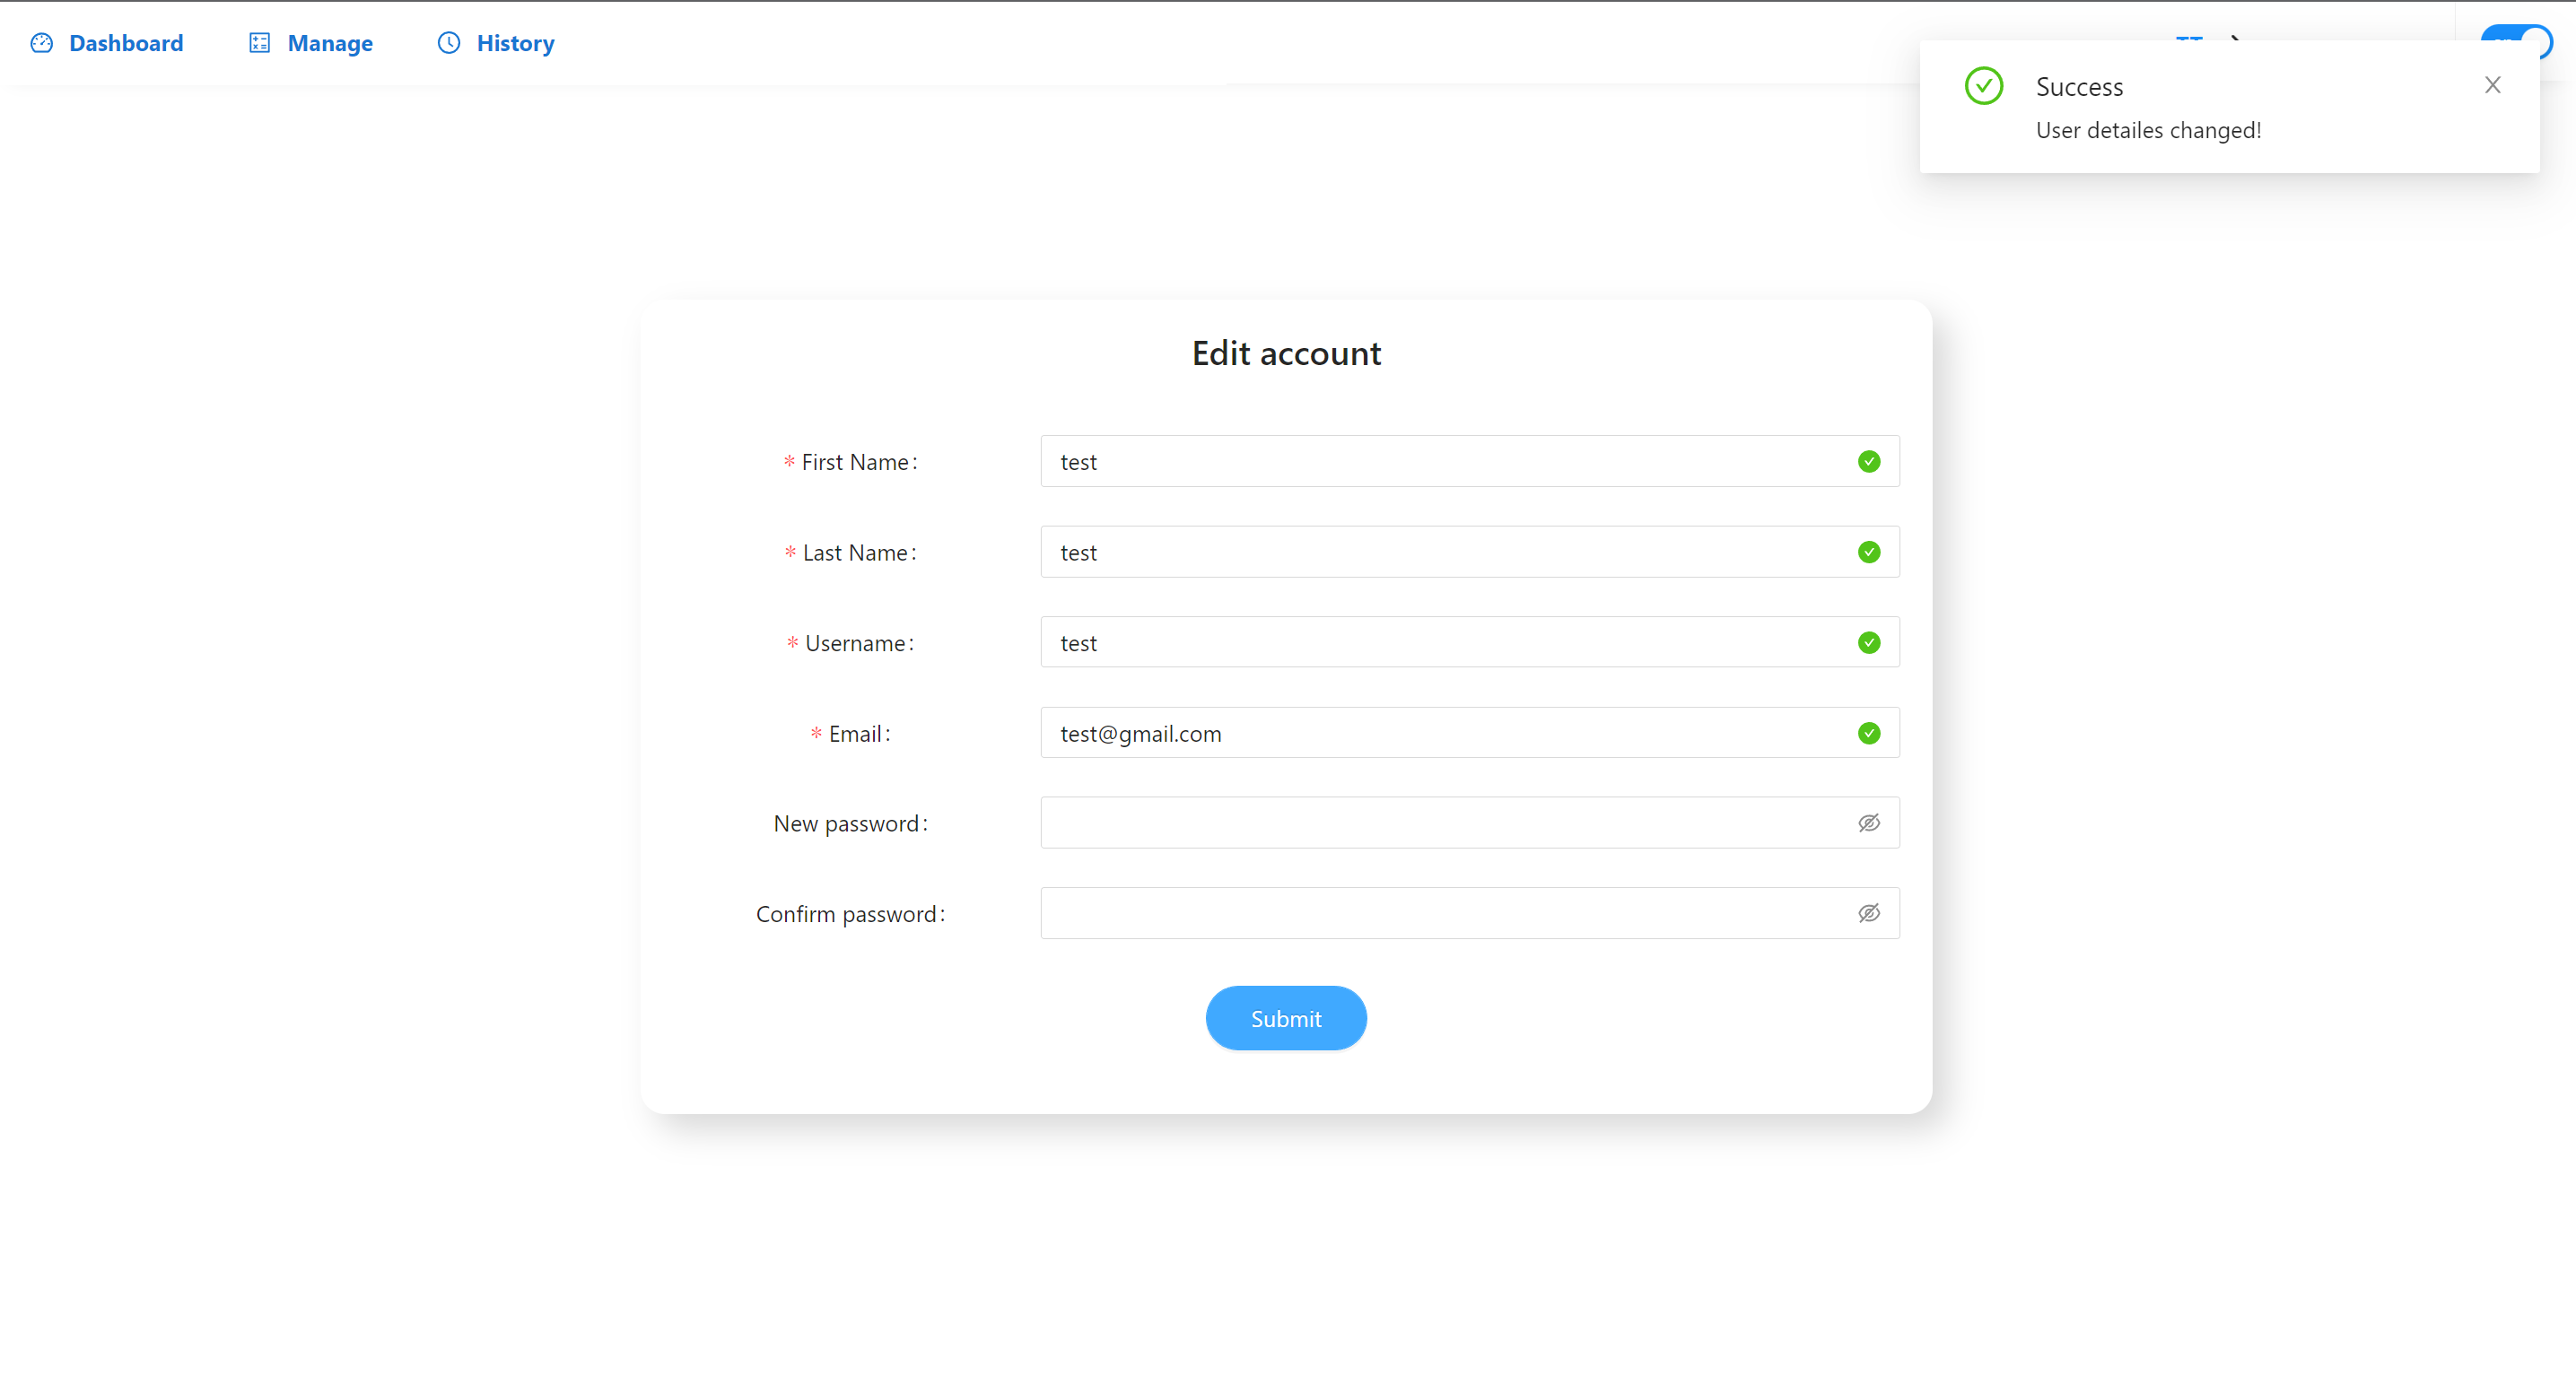 Dashboard
Manage
History
Success
User detailes changed!
Edit account
* First Name:
test
* Last Name:
test
* Username:
test
* Email:
test@gmail.com
New password:
Confirm password:
Submit